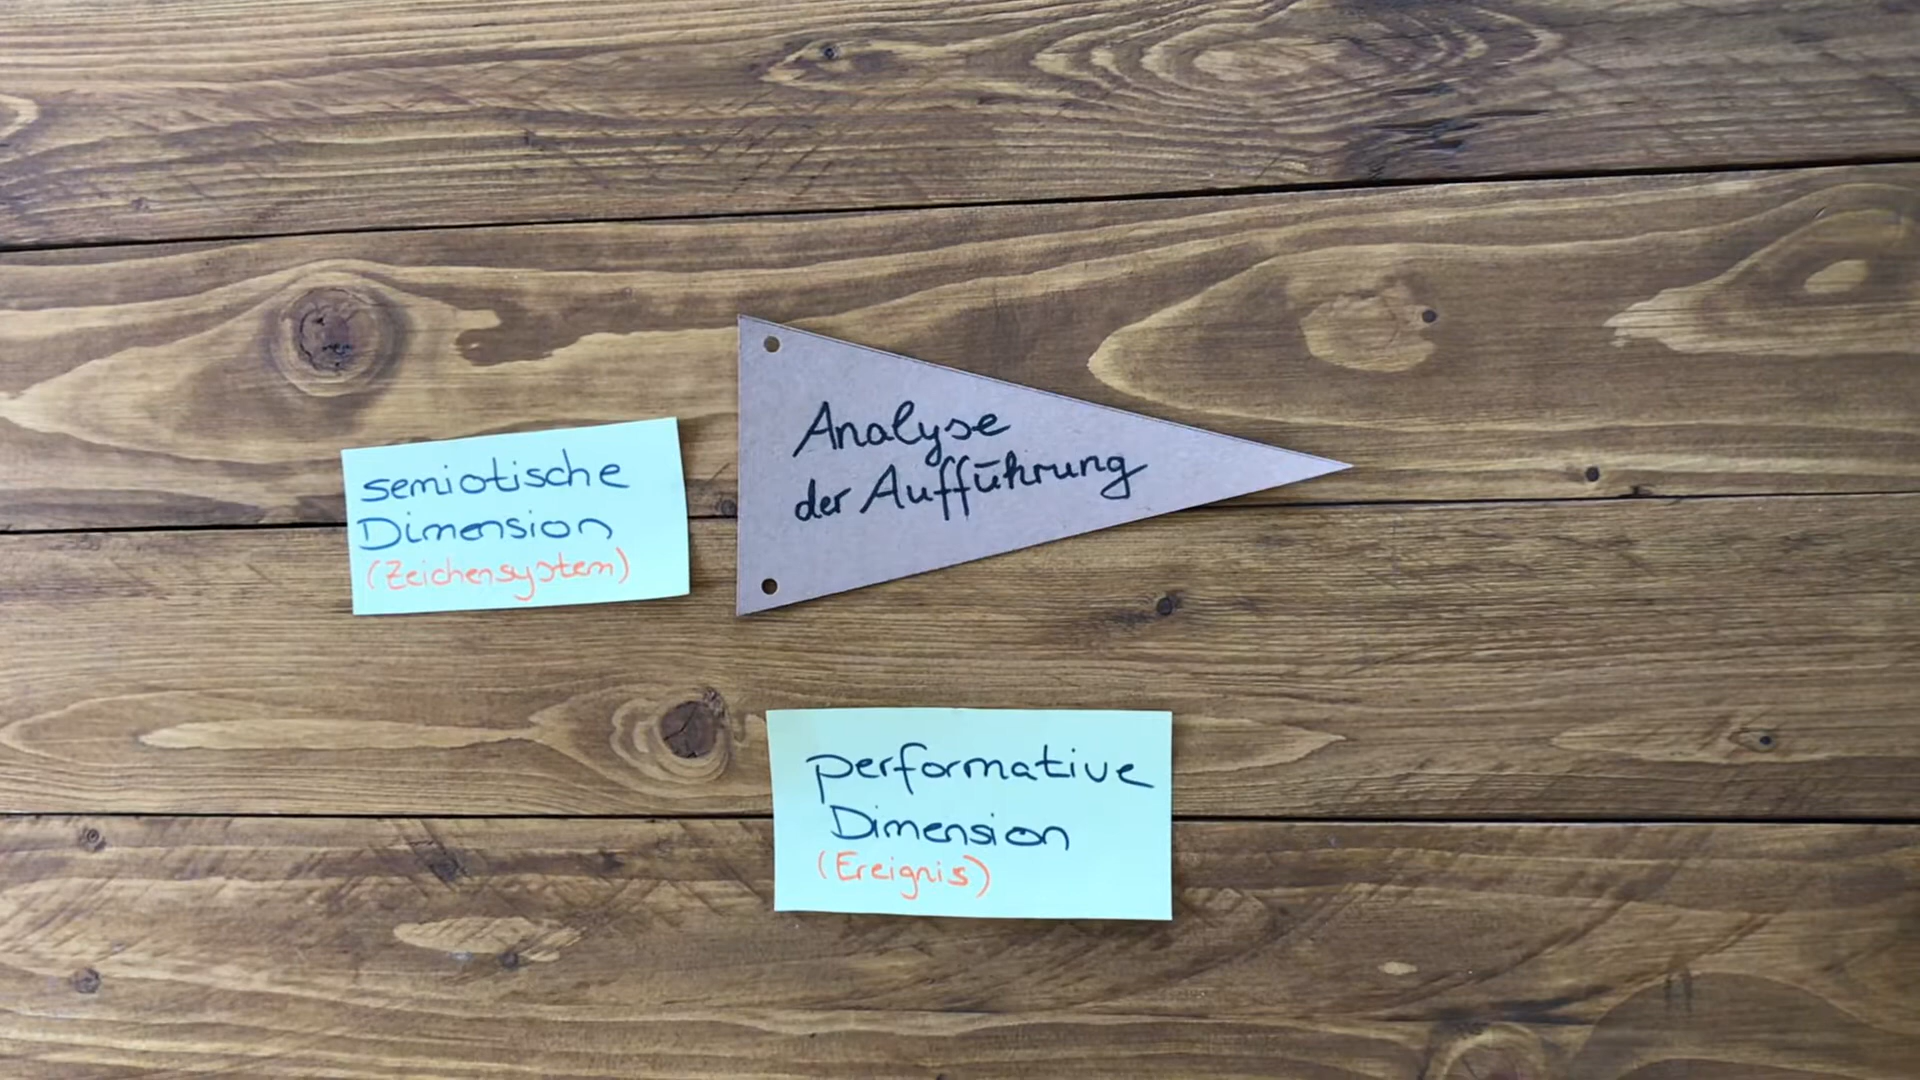 semiotische
Dimension
(Zeichensystem)
Analyse
der Aufführung
performative
Dimension
(Ereignis)